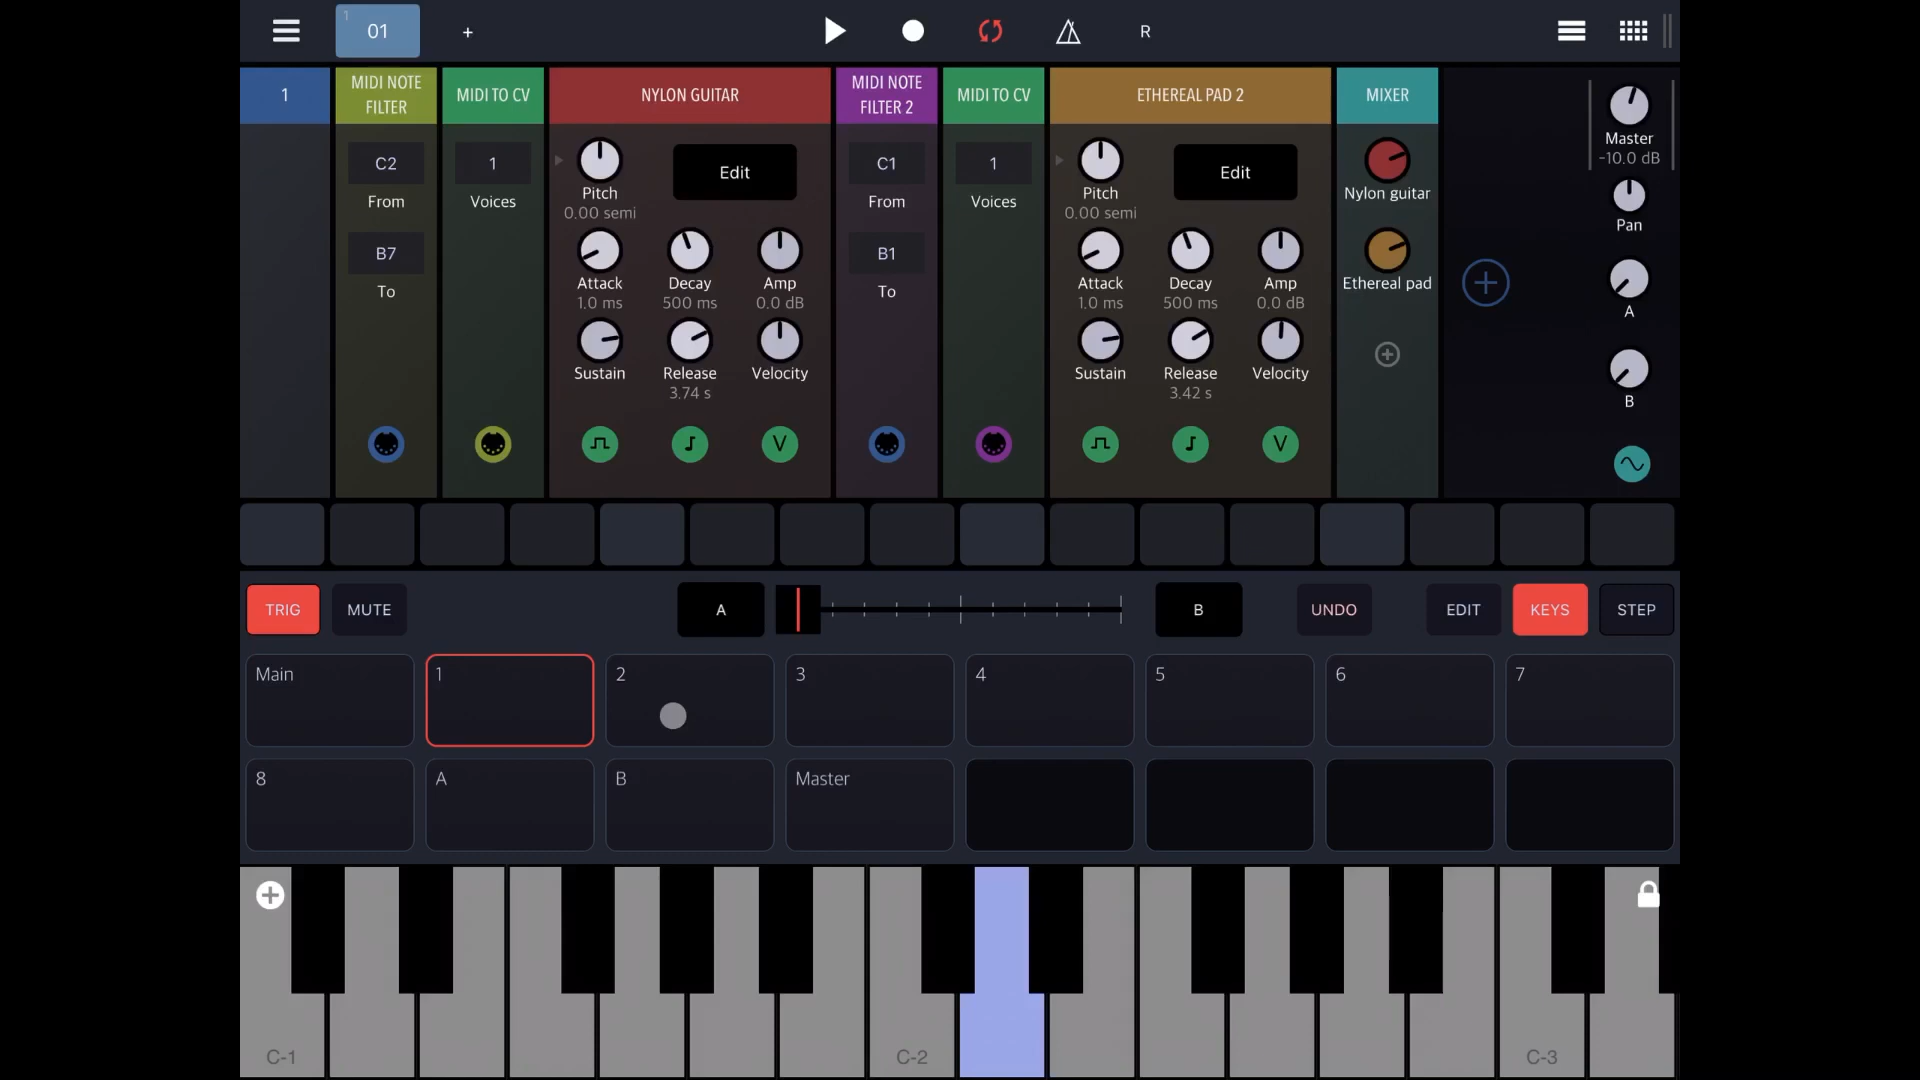 1
01
+
R
1
MIDI NOTE
FILTER
MIDI TO CV
NYLON GUITAR
MIDI NOTE
FILTER 2
MIDI TO CV
ETHEREAL PAD 2
MIXER
C2
From
B7
To
1
Voices
Pitch
0.00 semi
Edit
Attack
1.0 ms
Decay
500 ms
Amp
0.0 dB
Sustain
Release
3.74 s
Velocity
V
C1
From
B1
To
1
Voices
Pitch
0.00 semi
Edit
Attack
1.0 ms
Decay
500 ms
Amp
0.0 dB
Sustain
Release
3.42 s
Velocity
V
Nylon guitar
Ethereal pad
Master
-10.0 dB
Pan
A
B
TRIG
MUTE
A
B
UNDO
EDIT
KEYS
STEP
Main
1
2
3
4
5
6
7
8
A
B
Master
C-1
C-2
C-3